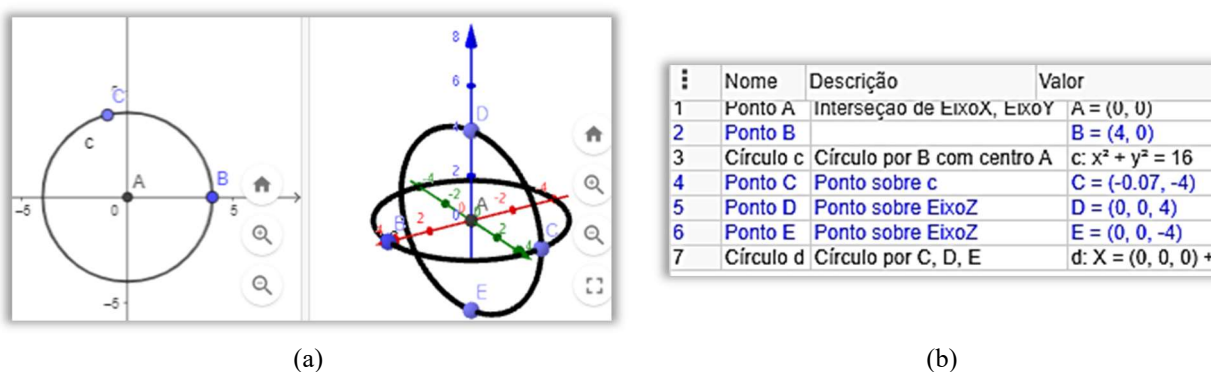 C
c
A
B
-5
0
5
-5
8
6
D
4
2
-4
-2
0
A
-2
-4
B
2
4
2
4
C
E
Nome Descrição Valor
1 Ponto A Interseção de EixoX, EixoY A = (0, 0)
2 Ponto B B = (4, 0)
3 Círculo c Círculo por B com centro A c: x² + y² = 16
4 Ponto C Ponto sobre c C = (-0.07, -4)
5 Ponto D Ponto sobre EixoZ D = (0, 0, 4)
6 Ponto E Ponto sobre EixoZ E = (0, 0, -4)
7 Círculo d Círculo por C, D, E d: X = (0, 0, 0) +
(a) (b)